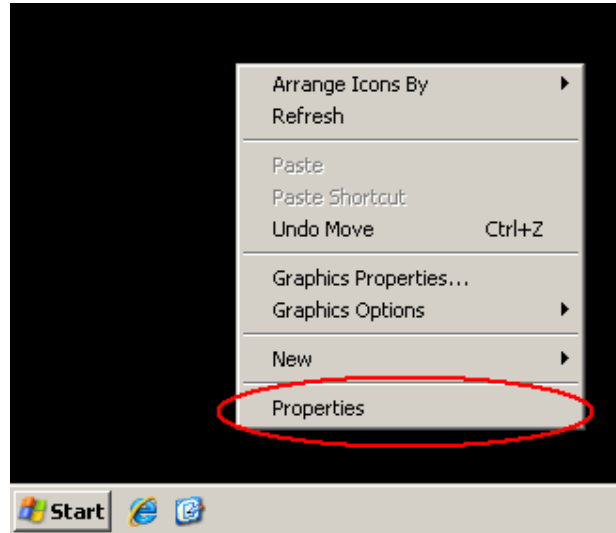 Arrange Icons By
Refresh
Paste
Paste Shortcut
Undo Move Ctrl+Z
Graphics Properties...
Graphics Options
New
Properties
Start